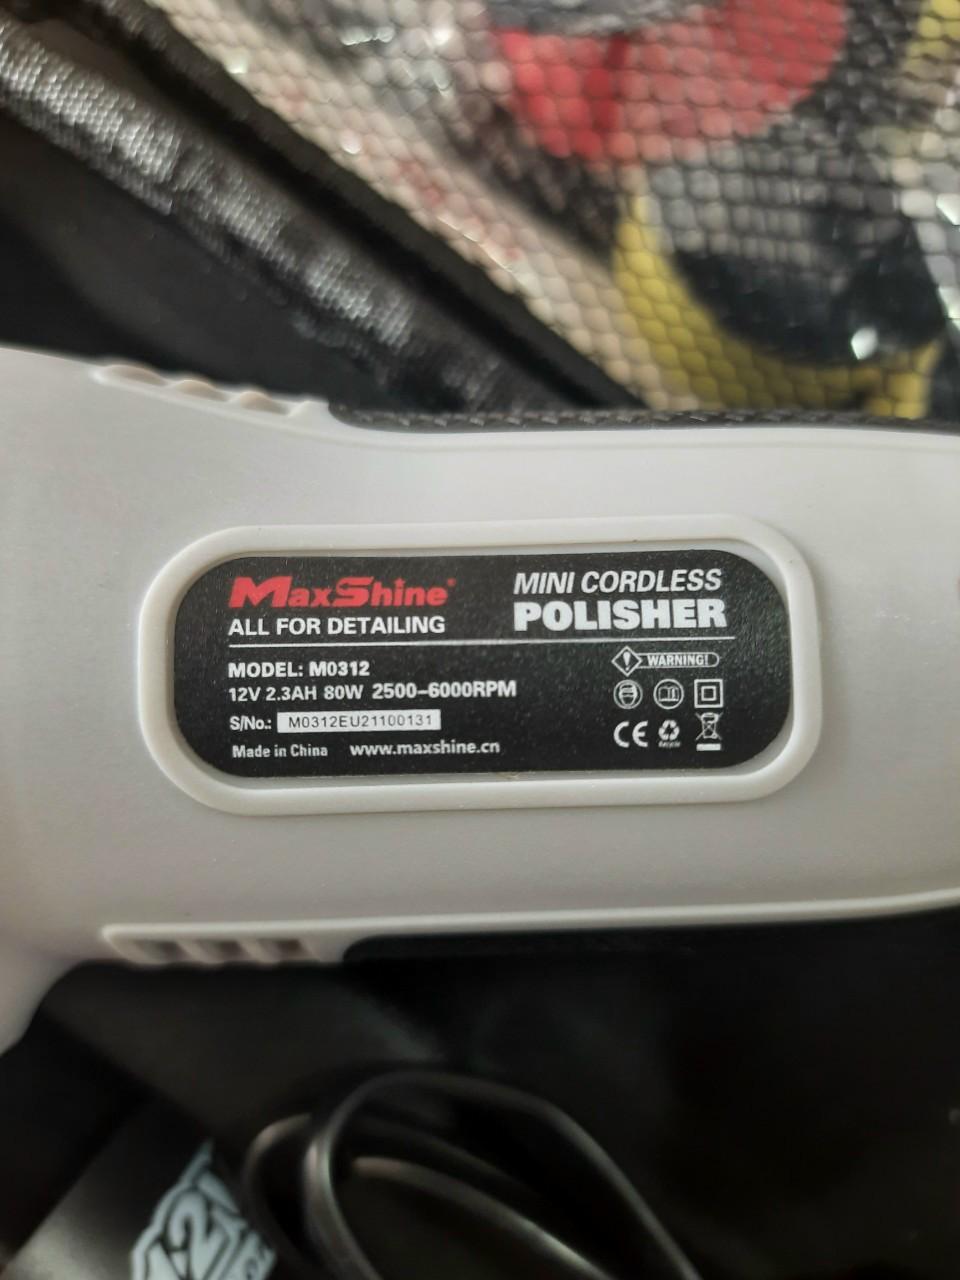 MaxShine®
ALL FOR DETAILING
MINI CORDLESS
POLISHER
MODEL: M0312
12V 2.3AH 80W 2500-6000RPM
S/No.: M0312EU21100131
Made in China www.maxshine.cn
WARNING!
CE
Recycle